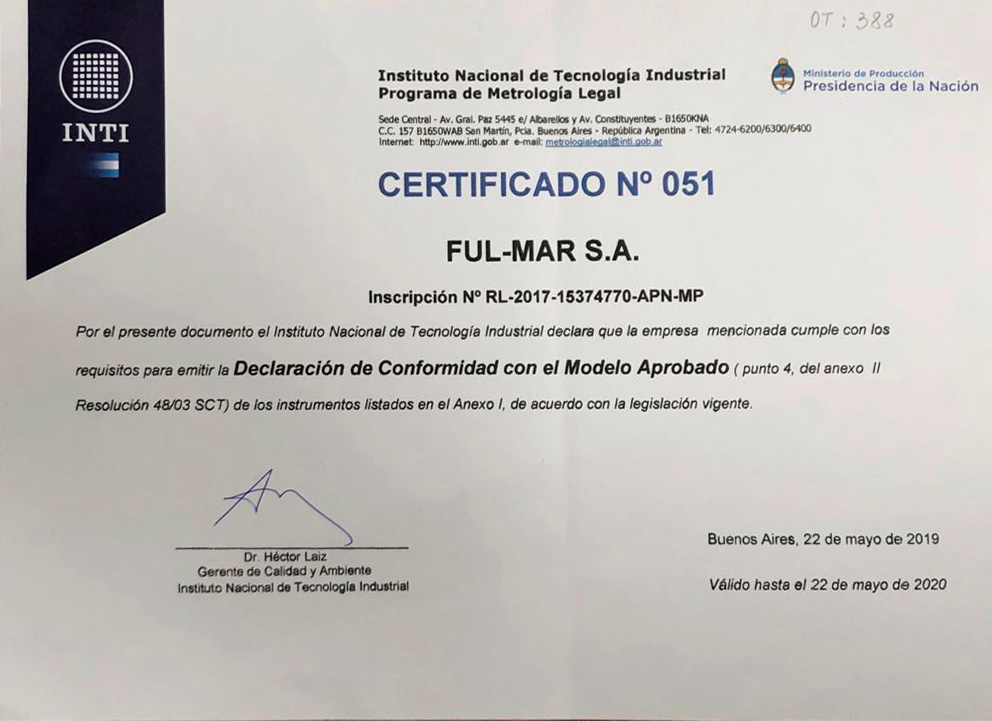 OT : 388
INTI
Instituto Nacional de Tecnología Industrial
Programa de Metrología Legal
Ministerio de Producción
Presidencia de la Nación
Sede Central - Av. Gral. Paz 5445 e/ Albarellos y Av. Constituyentes - B1650KNA
C.C. 157 B1650WAB San Martín, Pcia. Buenos Aires - República Argentina - Tel: 4724-6200/6300/6400
Internet: http://www.inti.gob.ar e-mail: metrologialegal@inti.gob.ar
CERTIFICADO Nº 051
FUL-MAR S.A.
Inscripción Nº RL-2017-15374770-APN-MP
Por el presente documento el Instituto Nacional de Tecnología Industrial declara que la empresa mencionada cumple con los
requisitos para emitir la Declaración de Conformidad con el Modelo Aprobado ( punto 4, del anexo II
Resolución 48/03 SCT) de los instrumentos listados en el Anexo I, de acuerdo con la legislación vigente.
Dr. Héctor Laiz
Gerente de Calidad y Ambiente
Instituto Nacional de Tecnología Industrial
Buenos Aires, 22 de mayo de 2019
Válido hasta el 22 de mayo de 2020